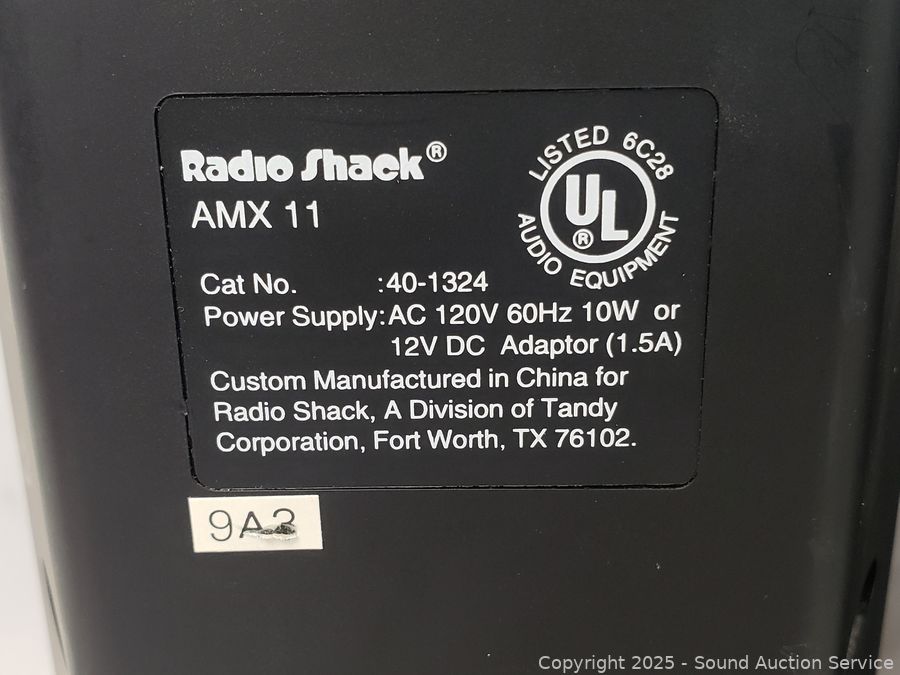 Radio Shack®
AMX 11
LISTED 6C28
UL®
AUDIO EQUIPMENT
Cat No. :40-1324
Power Supply:AC 120V 60Hz 10W or
12V DC Adaptor (1.5A)
Custom Manufactured in China for
Radio Shack, A Division of Tandy
Corporation, Fort Worth, TX 76102.
9A3
Copyright 2025 - Sound Auction Service